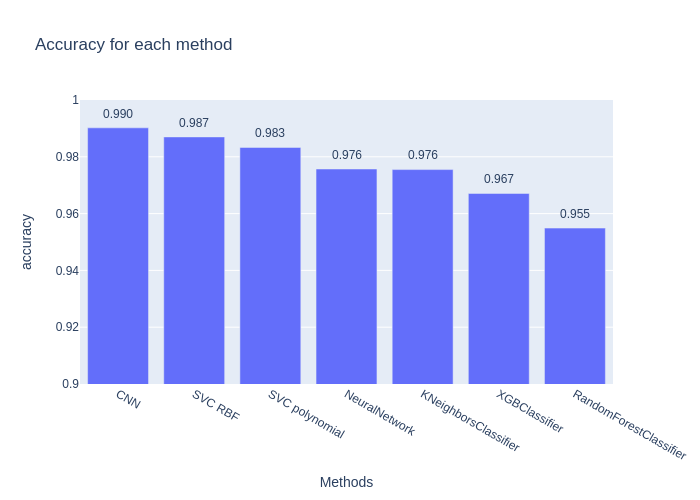 Accuracy for each method
1
0.98
0.96
0.94
0.92
0.9
accuracy
0.990
0.987
0.983
0.976
0.976
0.967
0.955
CNN
SVC RBF
SVC polynomial
NeuralNetwork
KNeighborsClassifier
XGBClassifier
RandomForestClassifier
Methods